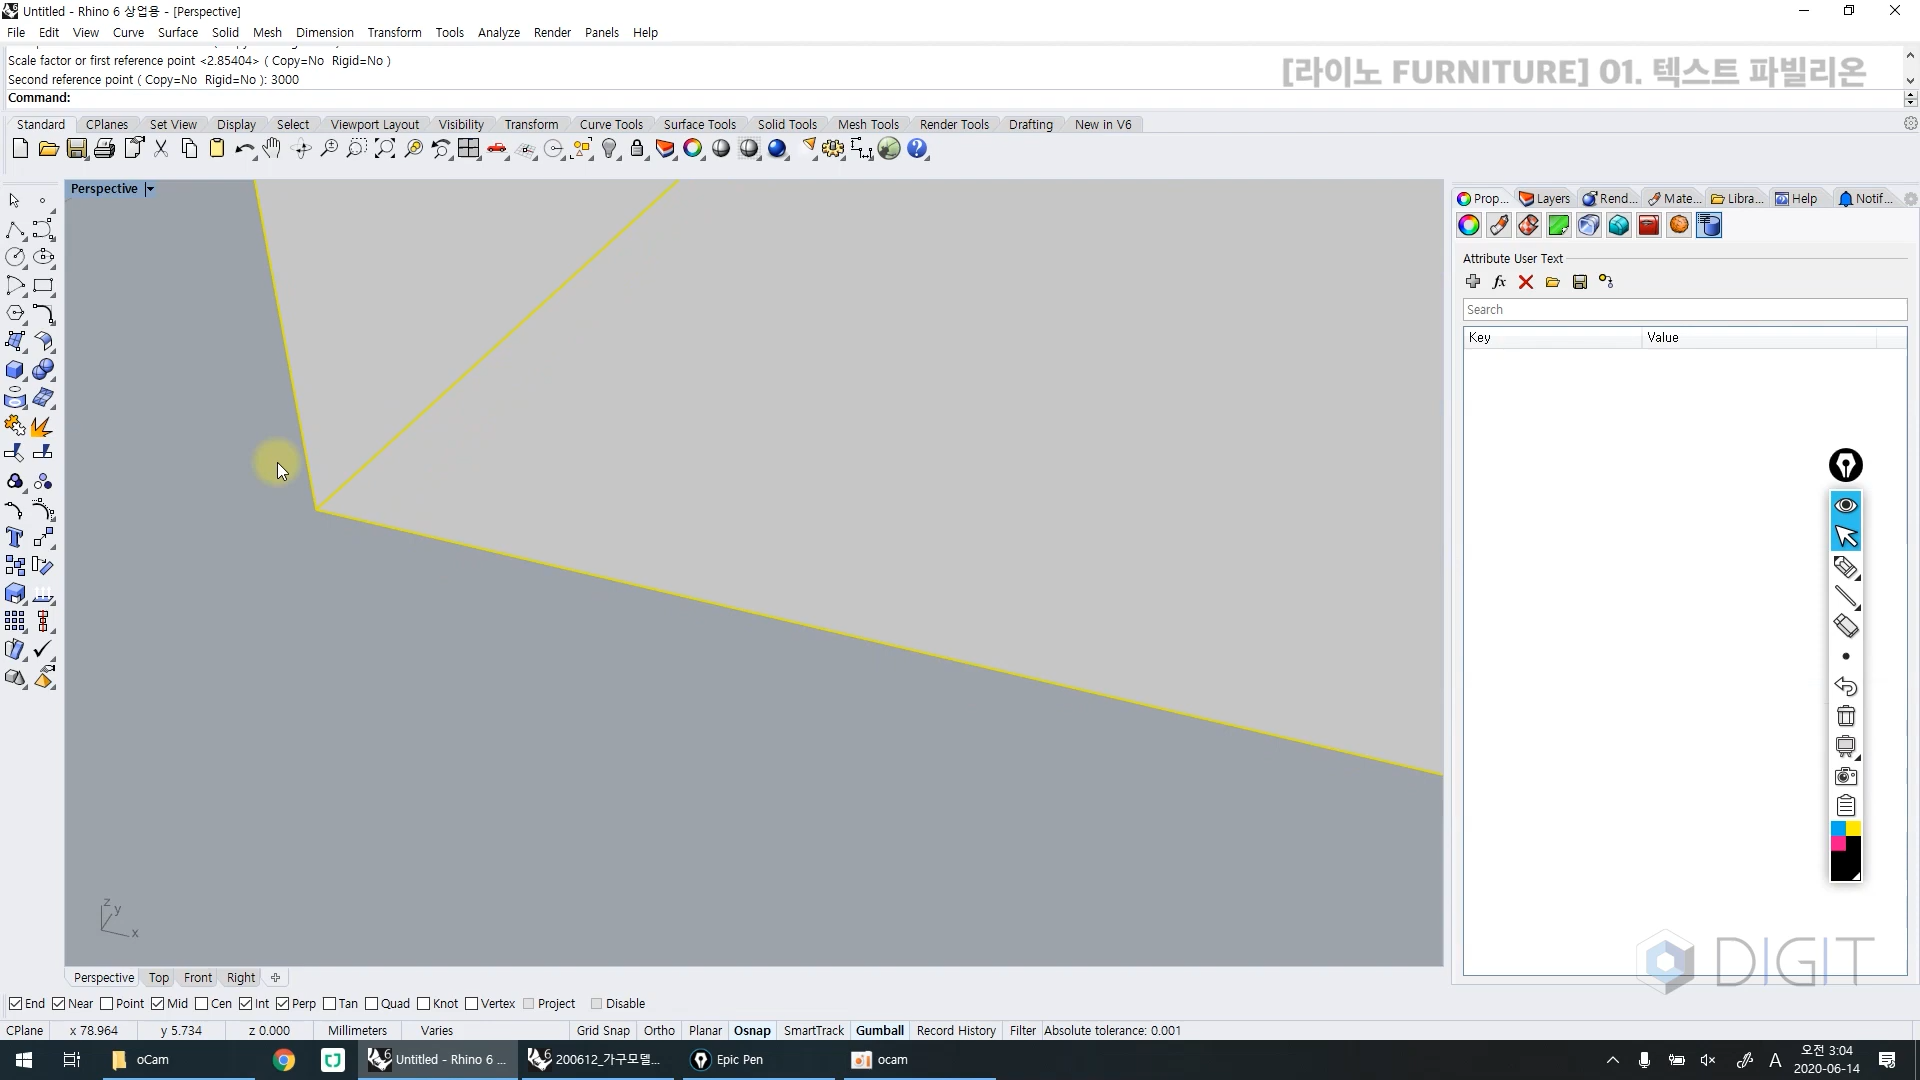 Untitled - Rhino 6 상업용 - [Perspective]
File Edit View Curve Surface Solid Mesh Dimension Transform Tools Analyze Render Panels Help
Scale factor or first reference point <2.85404> ( Copy=No Rigid=No )
Second reference point ( Copy=No Rigid=No ): 3000
Command:
[라이노 FURNITURE] 01. 텍스트 파빌리온
Standard CPlanes Set View Display Select Viewport Layout Visibility Transform Curve Tools Surface Tools Solid Tools Mesh Tools Render Tools Drafting New in V6
Perspective
Prop... Layers Rend... Mate... Libra... Help Notif...
Attribute User Text
Search
Key Value
z
y
x
DIGIT
Perspective Top Front Right
End Near Point Mid Cen Int Perp Tan Quad Knot Vertex Project Disable
CPlane x 78.964 y 5.734 z 0.000 Millimeters Varies Grid Snap Ortho Planar Osnap SmartTrack Gumball Record History Filter Absolute tolerance: 0.001
oCam Untitled - Rhino 6 ... 200612_가구모델... Epic Pen ocam A 오전 3:04
2020-06-14